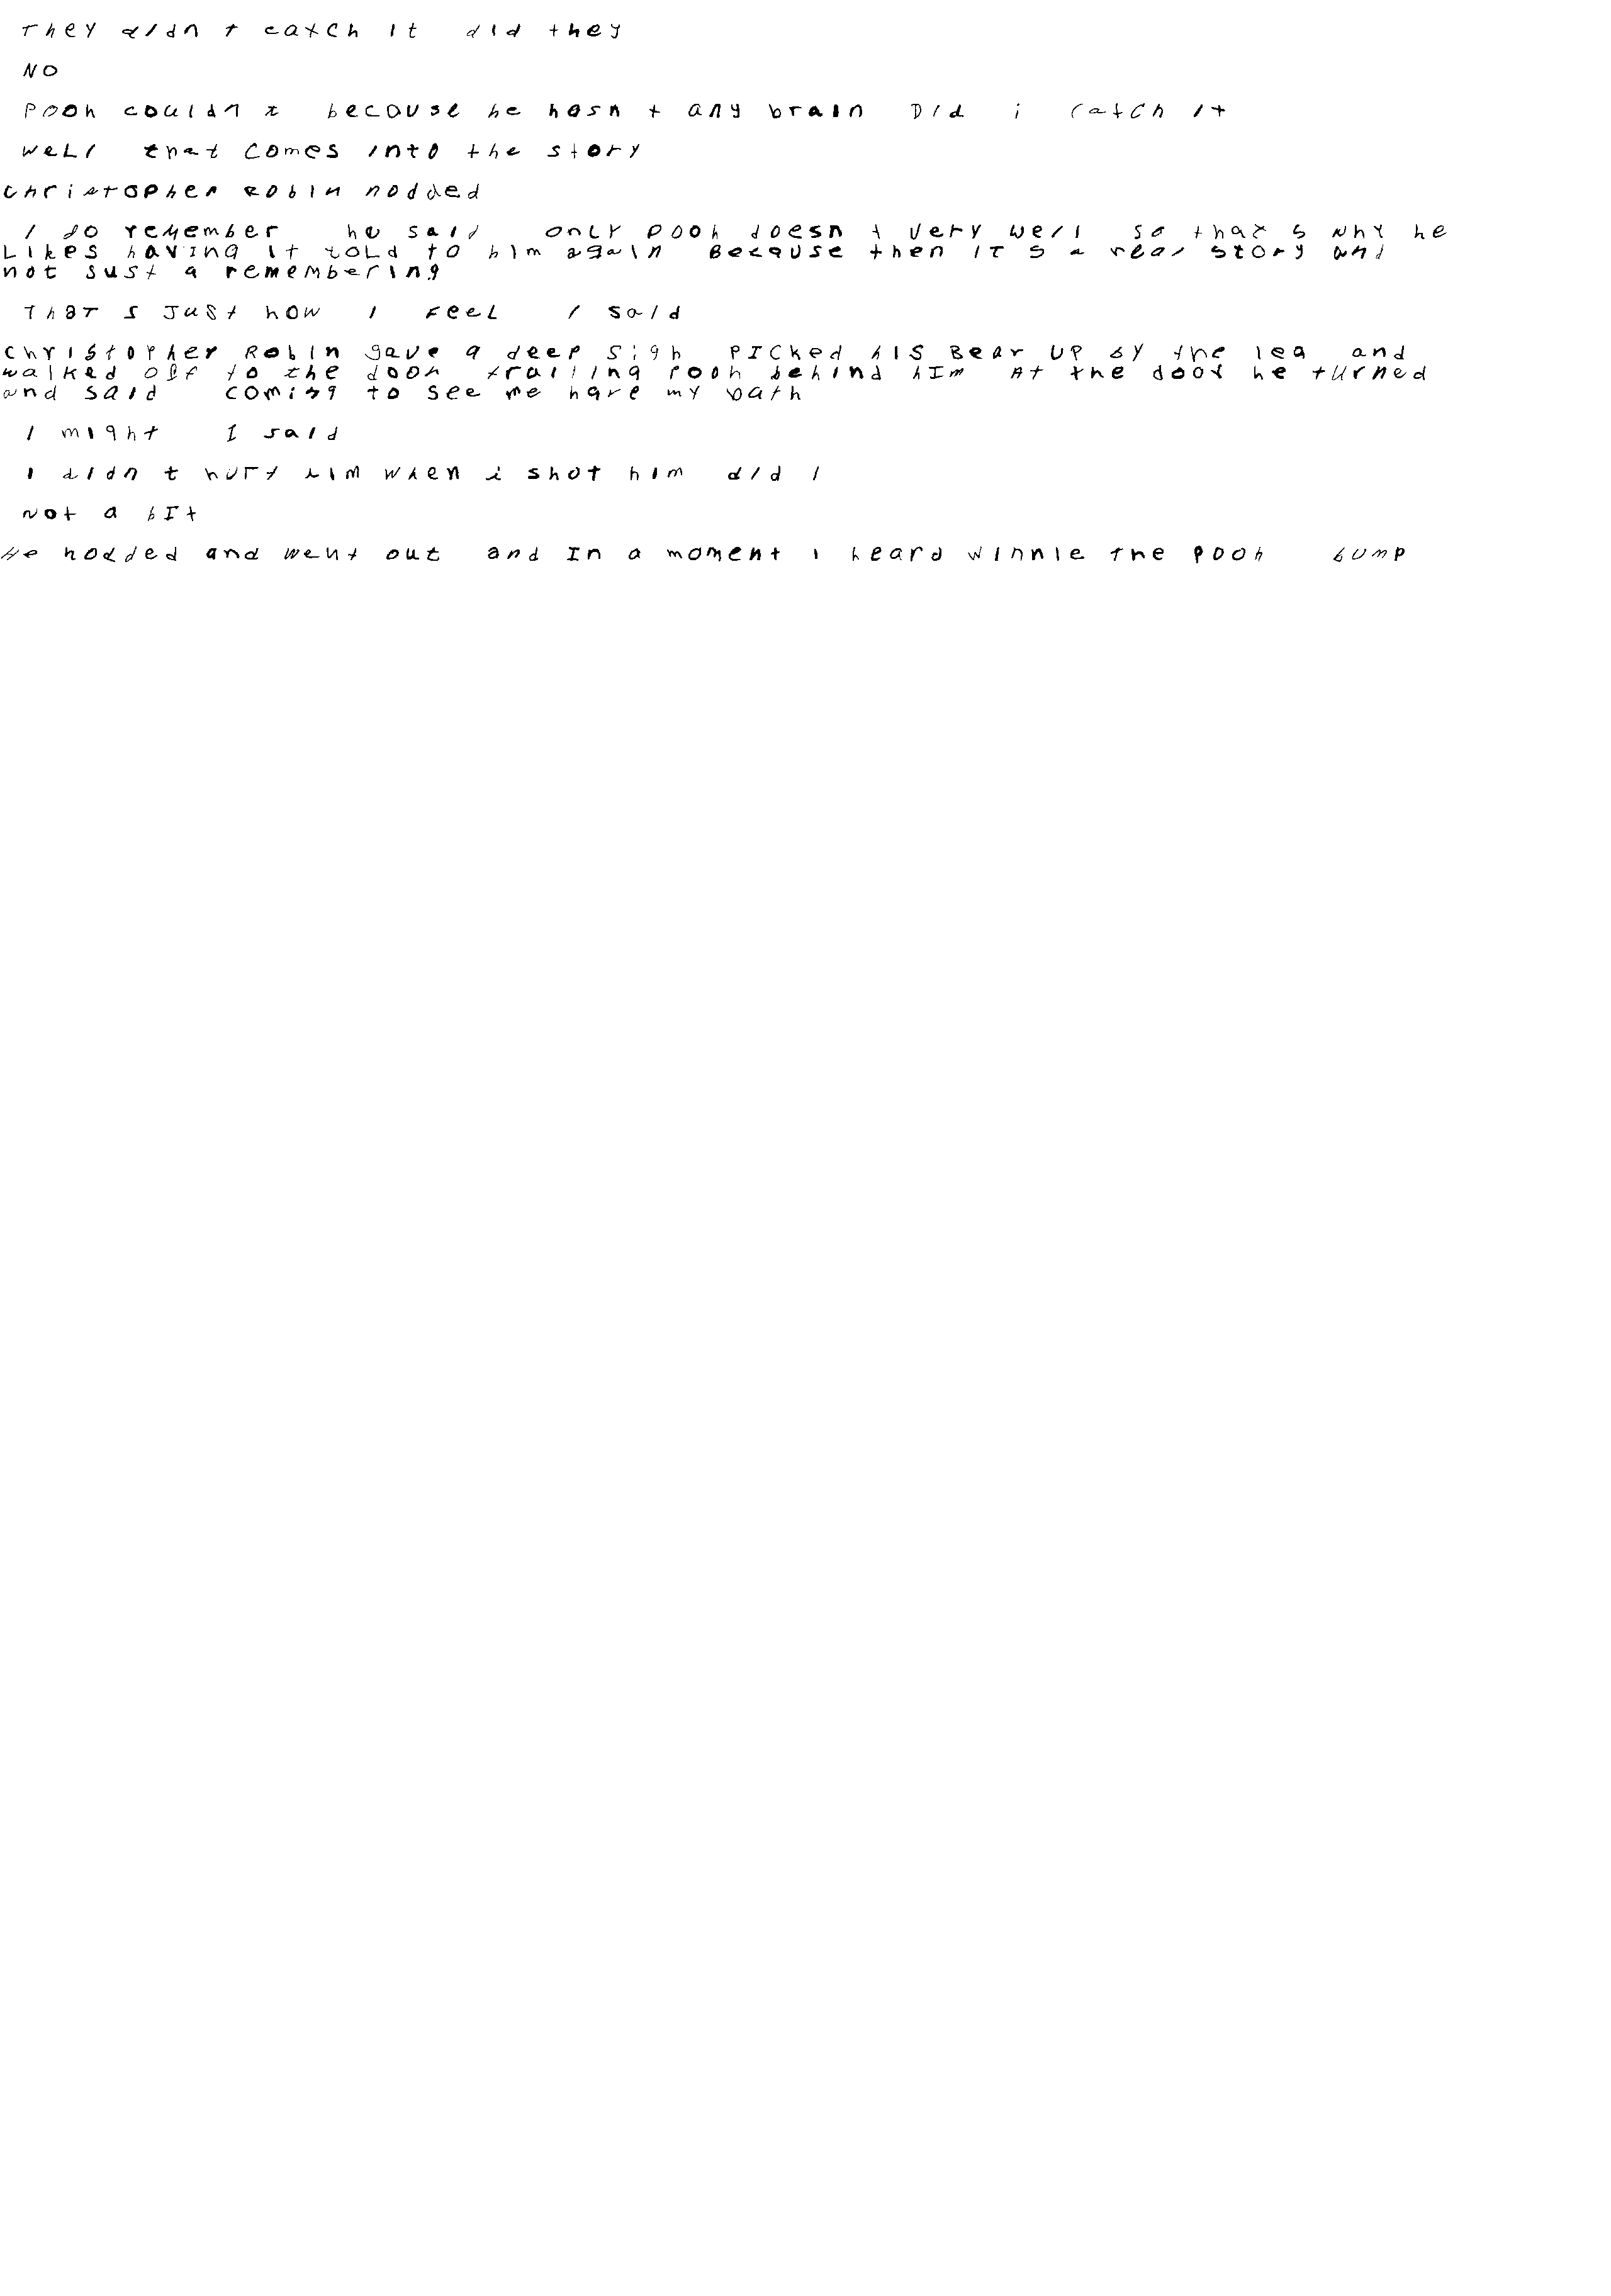 They didn t catch it did they
NO
Pooh couldn t because he hasn t any brain Did i catch it
well that comes into the story
christopher Robin nodded
I do remember he said only Pooh doesn t very well so that s why he
Likes having it told to him again Because then it s a real story and
not just a remembering
That s just how I feel I said
christopher Robin gave a deep sigh picked his Bear up by the leg and
walked off to the door trailing Pooh behind him At the door he turned
and said coming to see me have my bath
I might I said
I didn t hurt him when i shot him did I
Not a bit
He nodded and went out and in a moment I heard winnie the Pooh bump